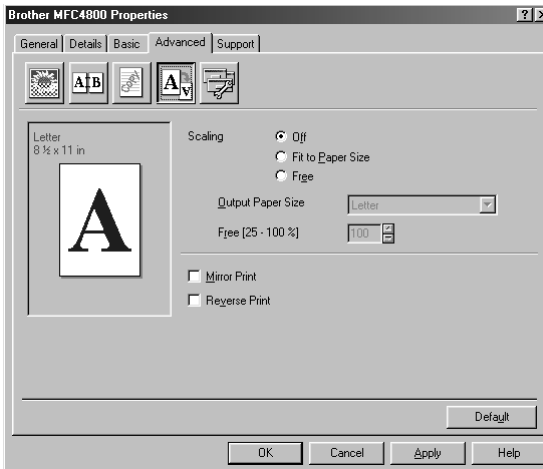 Brother MFC4800 Properties
General Details Basic Advanced Support
Letter
8 ½ x 11 in
A
Scaling
Off
Fit to Paper Size
Free
Output Paper Size Letter
Free [25 - 100 %] 100
Mirror Print
Reverse Print
Default
OK Cancel Apply Help